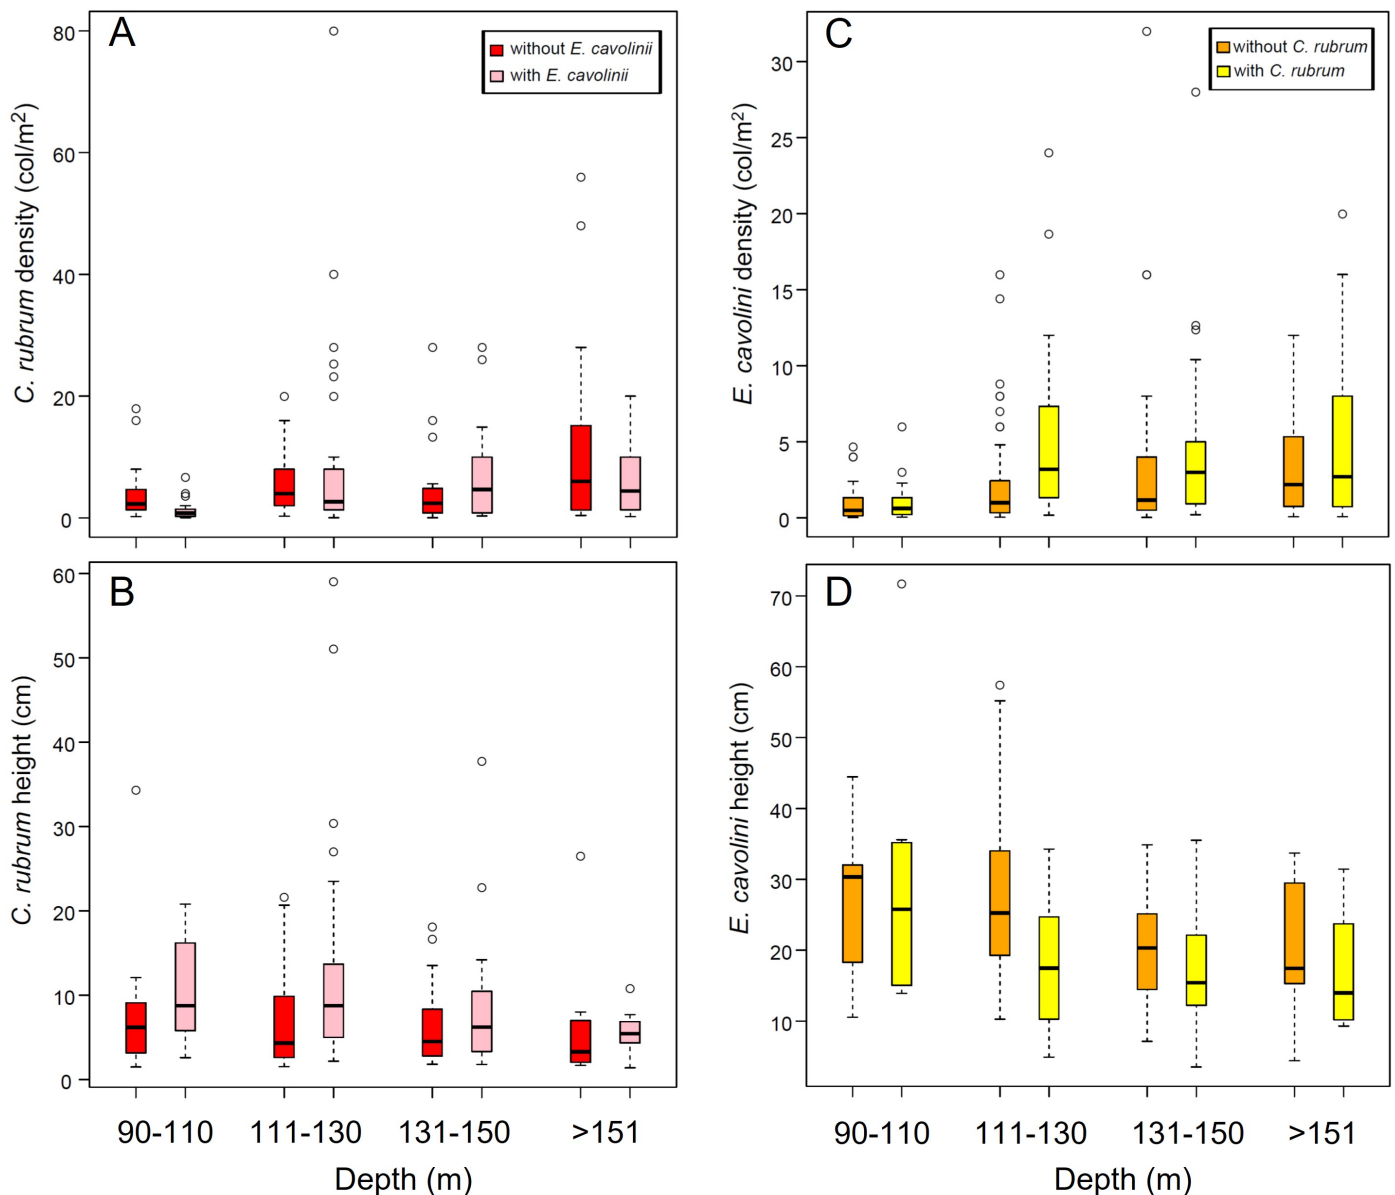 A
without E. cavolinii
with E. cavolinii
C. rubrum density (col/m²)
80
60
40
20
0
C
without C. rubrum
with C. rubrum
E. cavolini density (col/m²)
30
25
20
15
10
5
0
B
C. rubrum height (cm)
60
50
40
30
20
10
0
90-110 111-130 131-150 >151
Depth (m)
D
E. cavolini height (cm)
70
60
50
40
30
20
10
90-110 111-130 131-150 >151
Depth (m)